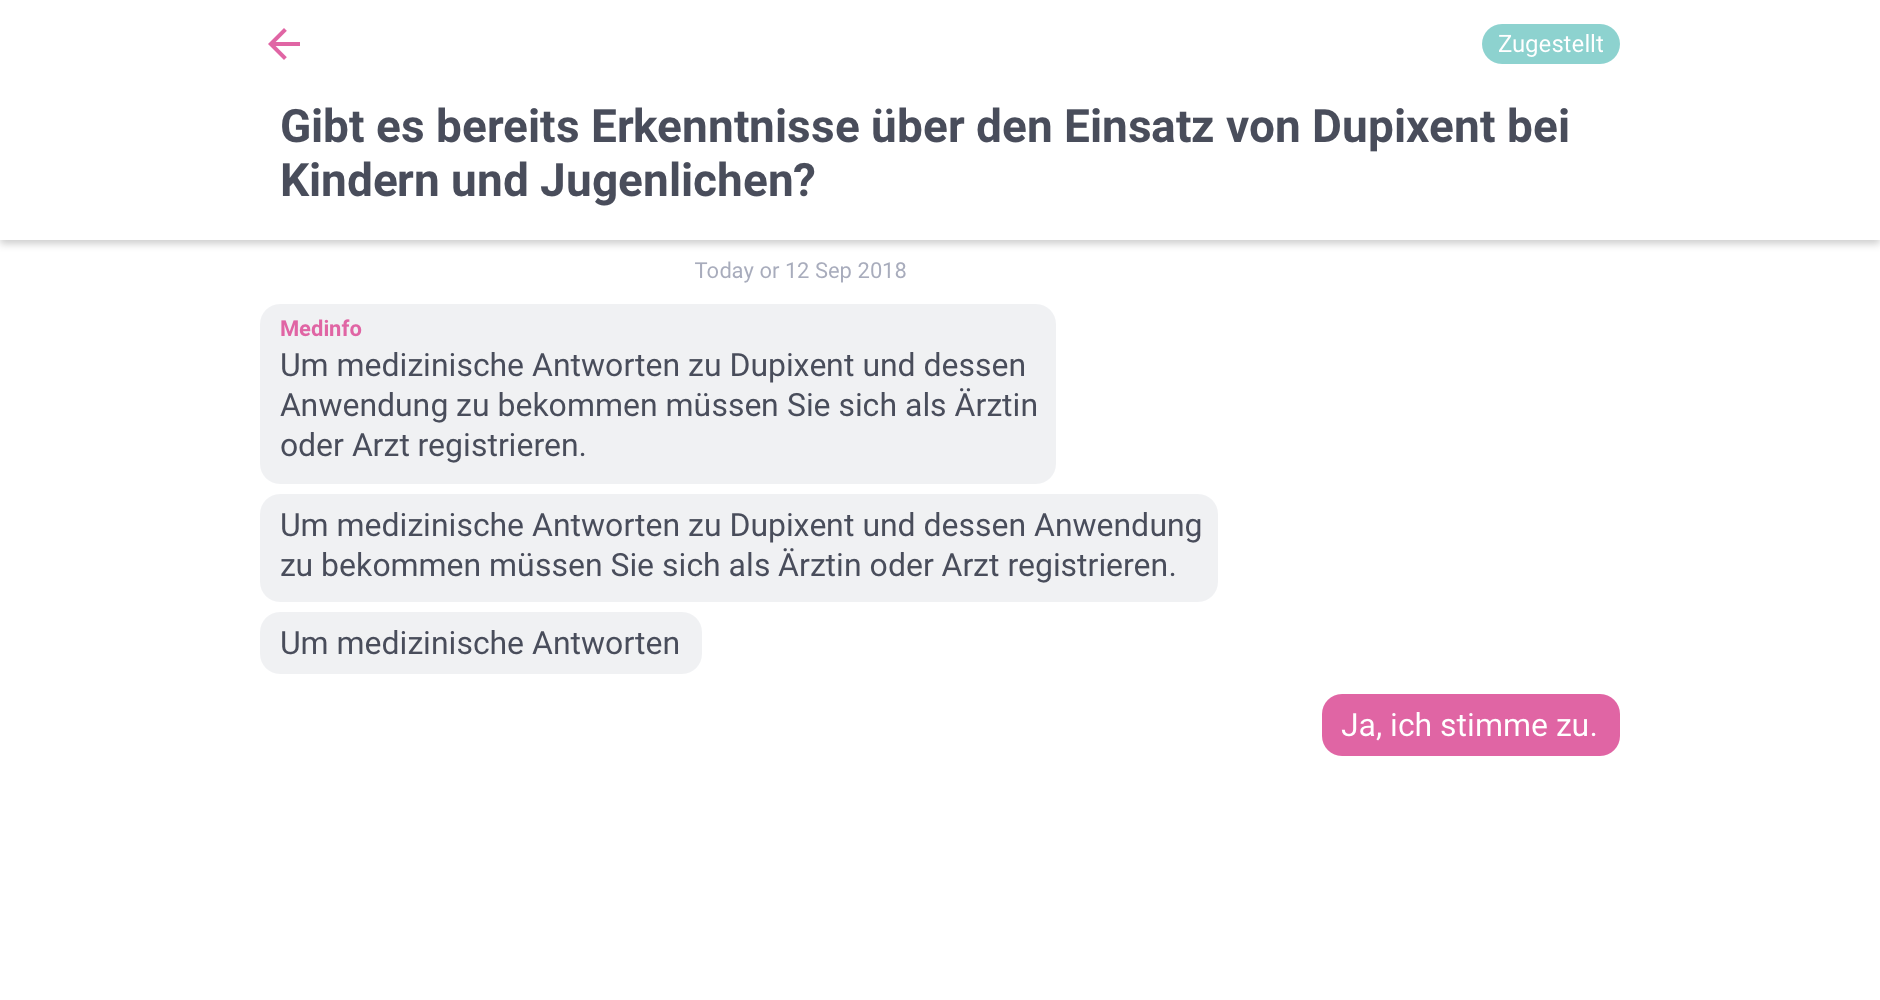 Zugestellt
Gibt es bereits Erkenntnisse über den Einsatz von Dupixent bei
Kindern und Jugenlichen?
Today or 12 Sep 2018
Medinfo
Um medizinische Antworten zu Dupixent und dessen
Anwendung zu bekommen müssen Sie sich als Ärztin
oder Arzt registrieren.
Um medizinische Antworten zu Dupixent und dessen Anwendung
zu bekommen müssen Sie sich als Ärztin oder Arzt registrieren.
Um medizinische Antworten
Ja, ich stimme zu.